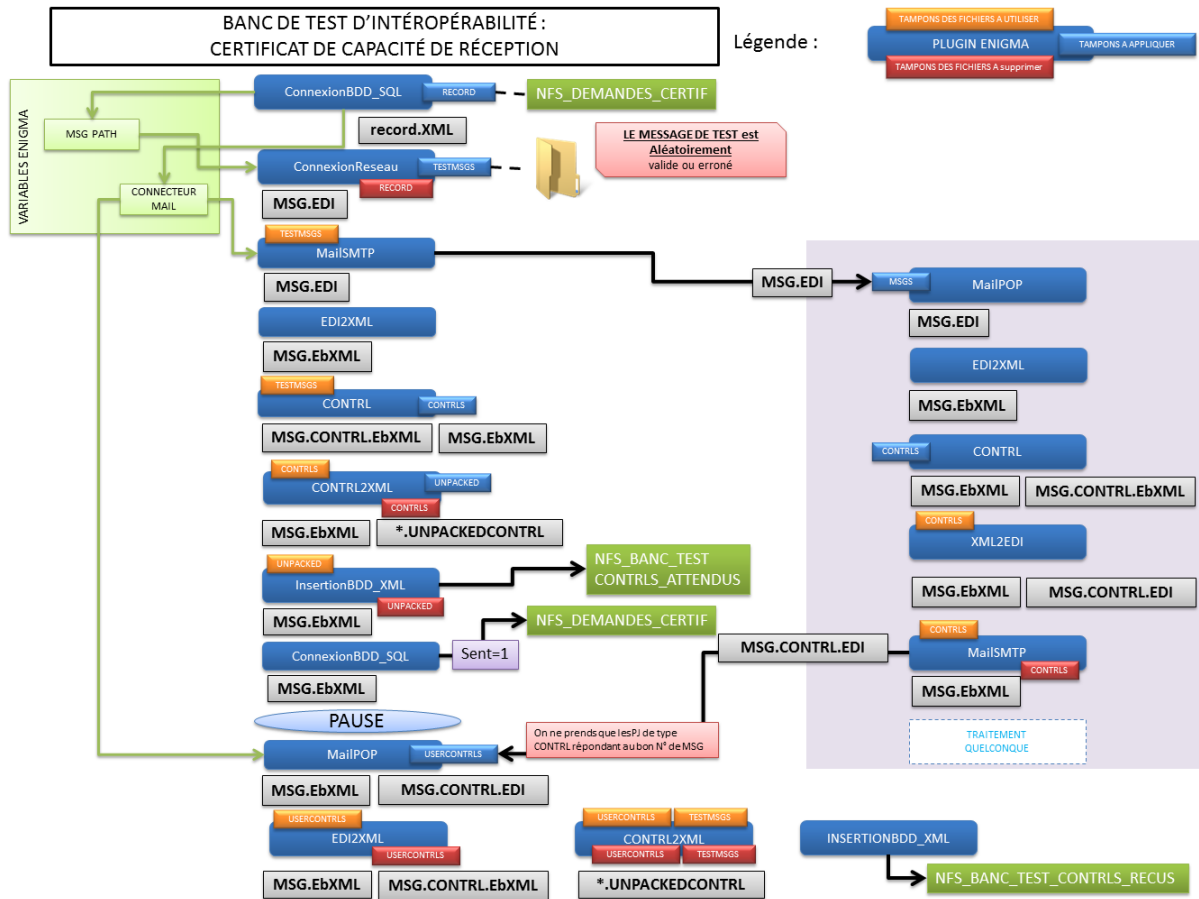 BANC DE TEST D'INTÉROPÉRABILITÉ :
CERTIFICAT DE CAPACITÉ DE RÉCEPTION
Légende :
TAMPONS DES FICHIERS A UTILISER
PLUGIN ENIGMA
TAMPONS A APPLIQUER
TAMPONS DES FICHIERS A supprimer
VARIABLES ENIGMA
MSG PATH
CONNECTEUR
MAIL
ConnexionBDD_SQL
RECORD
NFS_DEMANDES_CERTIF
record.XML
ConnexionReseau
TESTMSGS
RECORD
LE MESSAGE DE TEST est
Aléatoirement
valide ou erroné
MSG.EDI
TESTMSGS
MailSMTP
MSG.EDI
MSG.EDI
MSGS
MailPOP
MSG.EDI
EDI2XML
MSG.EbXML
EDI2XML
MSG.EbXML
TESTMSGS
CONTRL
CONTRLS
MSG.CONTRL.EbXML
MSG.EbXML
CONTRLS
CONTRL
MSG.EbXML
MSG.CONTRL.EbXML
CONTRLS
CONTRL2XML
UNPACKED
CONTRLS
MSG.EbXML
*.UNPACKEDCONTRL
CONTRLS
XML2EDI
MSG.EbXML
MSG.CONTRL.EDI
UNPACKED
InsertionBDD_XML
UNPACKED
NFS_BANC_TEST
CONTRLS_ATTENDUS
MSG.EbXML
ConnexionBDD_SQL
Sent=1
NFS_DEMANDES_CERTIF
MSG.EbXML
MSG.CONTRL.EDI
CONTRLS
MailSMTP
CONTRLS
MSG.EbXML
TRAITEMENT
QUELCONQUE
PAUSE
MailPOP
USERCONTRLS
On ne prends que lesPJ de type
CONTRL répondant au bon N° de MSG
MSG.EbXML
MSG.CONTRL.EDI
USERCONTRLS
EDI2XML
USERCONTRLS
MSG.EbXML
MSG.CONTRL.EbXML
USERCONTRLS
TESTMSGS
CONTRL2XML
USERCONTRLS
TESTMSGS
*.UNPACKEDCONTRL
INSERTIONBDD_XML
NFS_BANC_TEST_CONTRLS_RECUS